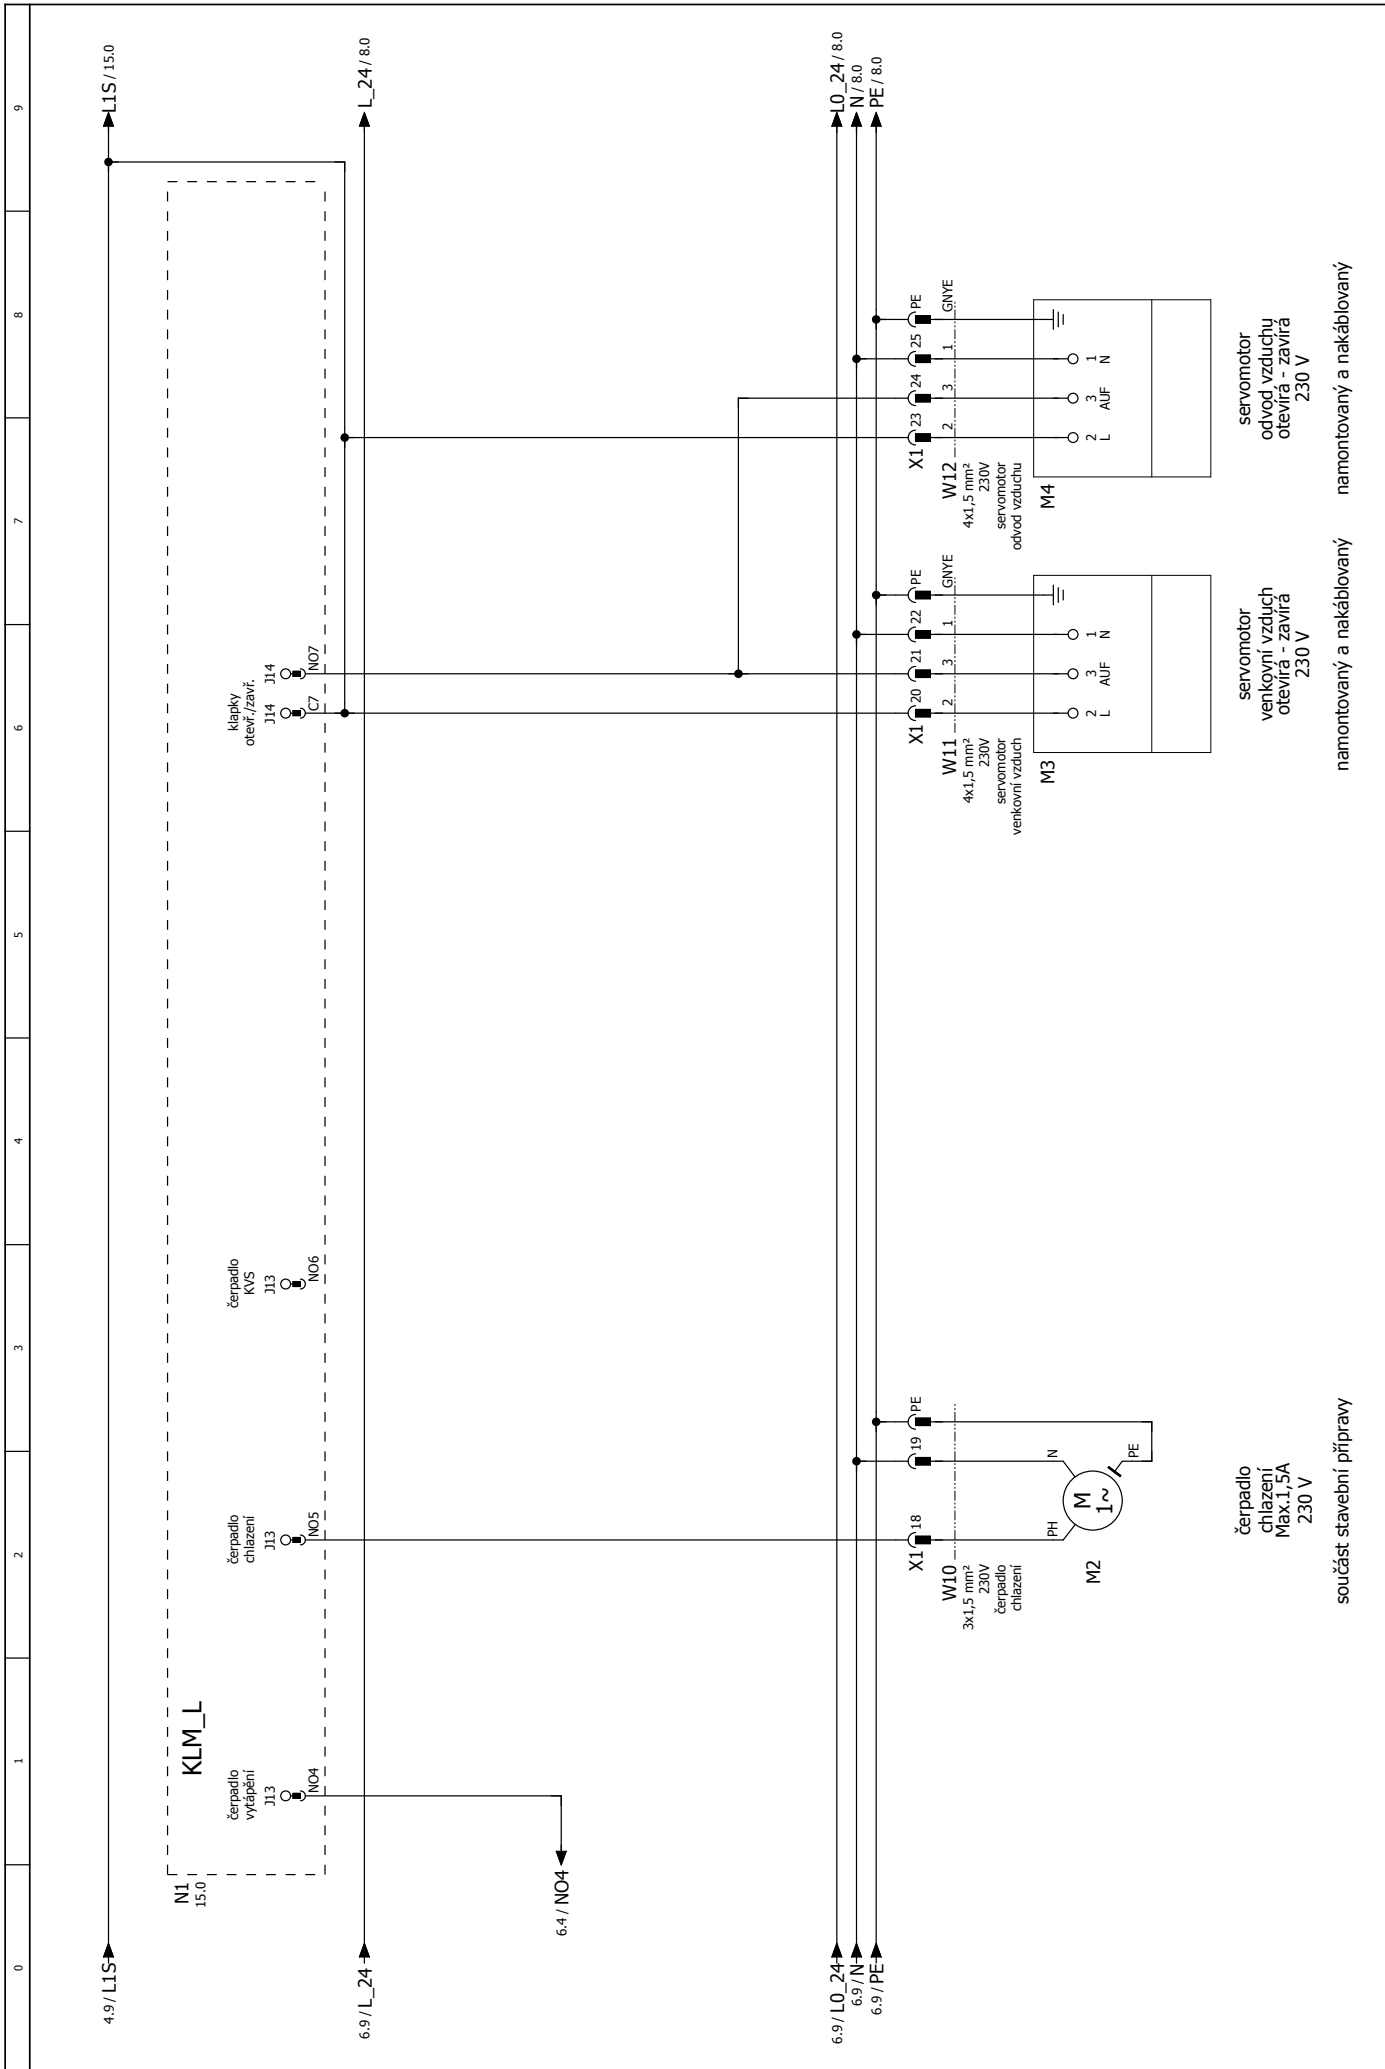 0
1
2
3
4
5
6
7
8
9
4.9 / L1S
L1S / 15.0
N1
15.0
KLM_L
čerpadlo
vytápění
J13
NO4
čerpadlo
chlazení
J13
NO5
čerpadlo
KVS
J13
NO6
klapky
otevř./zavř.
J14
C7
J14
NO7
6.9 / L_24
L_24 / 8.0
6.4 / NO4
6.9 / L0_24
L0_24 / 8.0
6.9 / N
N / 8.0
6.9 / PE
PE / 8.0
X1
18
19
PE
W10
3x1,5 mm²
230V
čerpadlo
chlazení
PH
N
M
1~
PE
M2
X1
20
21
22
PE
W11
2
3
1
GNYE
4x1,5 mm²
230V
servomotor
venkovní vzduch
M3
2
3
1
L
AUF
N
X1
23
24
25
PE
W12
2
3
1
GNYE
4x1,5 mm²
230V
servomotor
odvod vzduchu
M4
2
3
1
L
AUF
N
čerpadlo
chlazení
Max.1,5A
230 V
součást stavební přípravy
servomotor
venkovní vzduch
otevírá - zavírá
230 V
namontovaný a nakáblovaný
servomotor
odvod vzduchu
otevírá - zavírá
230 V
namontovaný a nakáblovaný